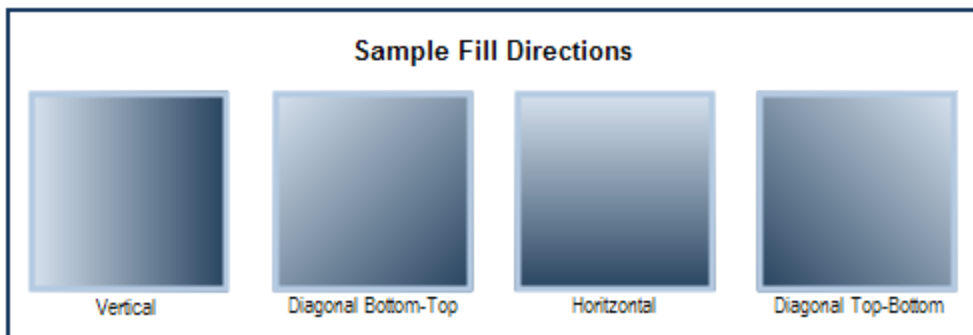 Sample Fill Directions
Vertical
Diagonal Bottom-Top
Horitzontal
Diagonal Top-Bottom